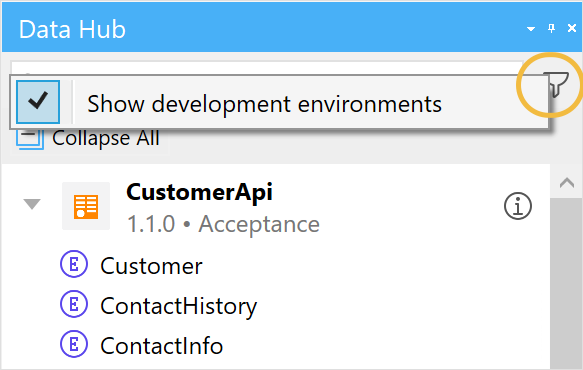 Data Hub
Show development environments
Collapse All
CustomerApi
1.1.0 • Acceptance
E Customer
E ContactHistory
E ContactInfo